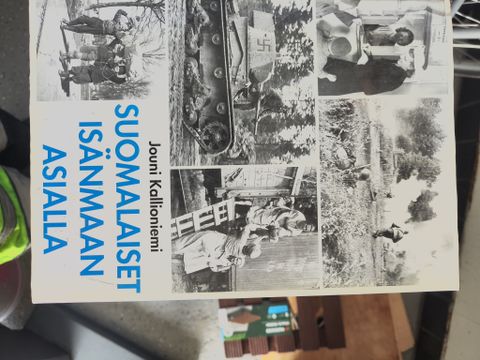 Jouni Kallioniemi
SUOMALAISET
ISÄNMAAN
ASIALLA